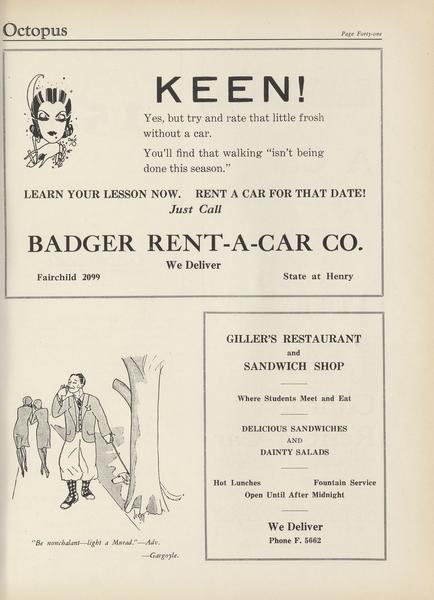 Octopus
Page Forty-one
KEEN!
Yes, but try and rate that little frosh
without a car.
You'll find that walking "isn't being
done this season."
LEARN YOUR LESSON NOW. RENT A CAR FOR THAT DATE!
Just Call
BADGER RENT-A-CAR CO.
We Deliver
Fairchild 2099
State at Henry
"Be nonchalant—light a Murad."—Adv.
—Gargoyle.
GILLER'S RESTAURANT
and
SANDWICH SHOP
Where Students Meet and Eat
DELICIOUS SANDWICHES
AND
DAINTY SALADS
Hot Lunches
Fountain Service
Open Until After Midnight
We Deliver
Phone F. 5662